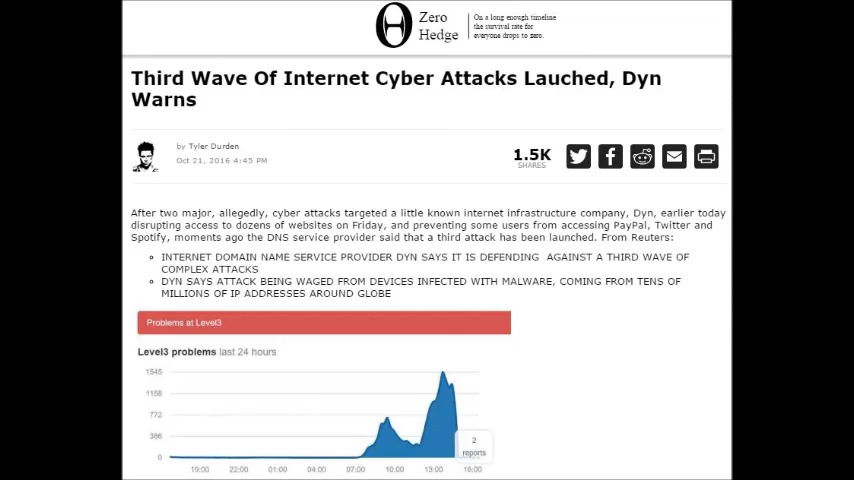 Zero
Hedge
On a long enough timeline
the survival rate for
everyone drops to zero.
Third Wave Of Internet Cyber Attacks Lauched, Dyn
Warns
by Tyler Durden
Oct 21, 2016 4:45 PM
1.5K
SHARES
After two major, allegedly, cyber attacks targeted a little known internet infrastructure company, Dyn, earlier today
disrupting access to dozens of websites on Friday, and preventing some users from accessing PayPal, Twitter and
Spotify, moments ago the DNS service provider said that a third attack has been launched. From Reuters:
INTERNET DOMAIN NAME SERVICE PROVIDER DYN SAYS IT IS DEFENDING AGAINST A THIRD WAVE OF
COMPLEX ATTACKS
DYN SAYS ATTACK BEING WAGED FROM DEVICES INFECTED WITH MALWARE, COMING FROM TENS OF
MILLIONS OF IP ADDRESSES AROUND GLOBE
Problems at Level3
Level3 problems last 24 hours
1545
1158
772
386
0
2
reports
19:00 22:00 01:00 04:00 07:00 10:00 13:00 16:00